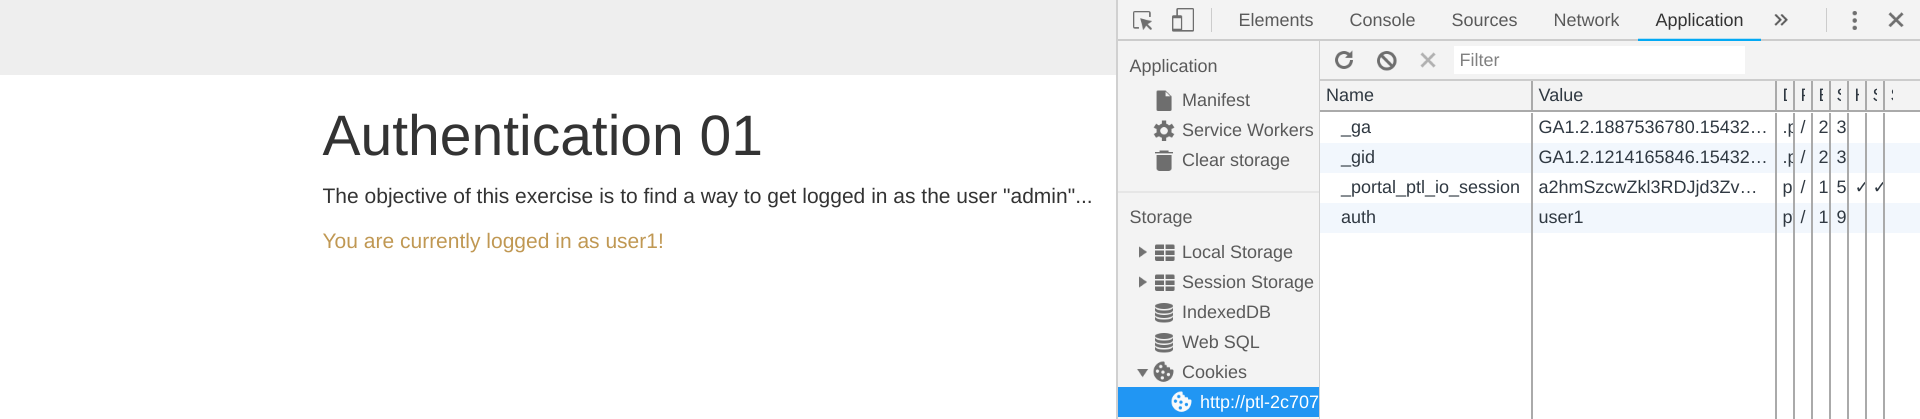 Authentication 01
The objective of this exercise is to find a way to get logged in as the user "admin"...
You are currently logged in as user1!
Elements Console Sources Network Application
Application
Manifest
Service Workers
Clear storage
Storage
Local Storage
Session Storage
IndexedDB
Web SQL
Cookies
http://ptl-2c707
Filter
Name Value
_ga GA1.2.1887536780.15432… .p / 2 3
_gid GA1.2.1214165846.15432… .p / 2 3
_portal_ptl_io_session a2hmSzcwZkl3RDJjd3Zv… p / 1 5 ✓ ✓
auth user1 p / 1 9